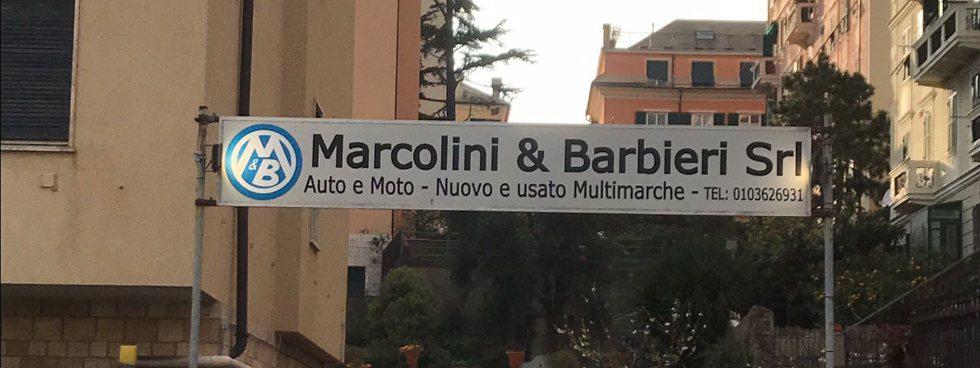 M&B
Marcolini & Barbieri Srl
Auto e Moto - Nuovo e usato Multimarche - TEL: 0103626931